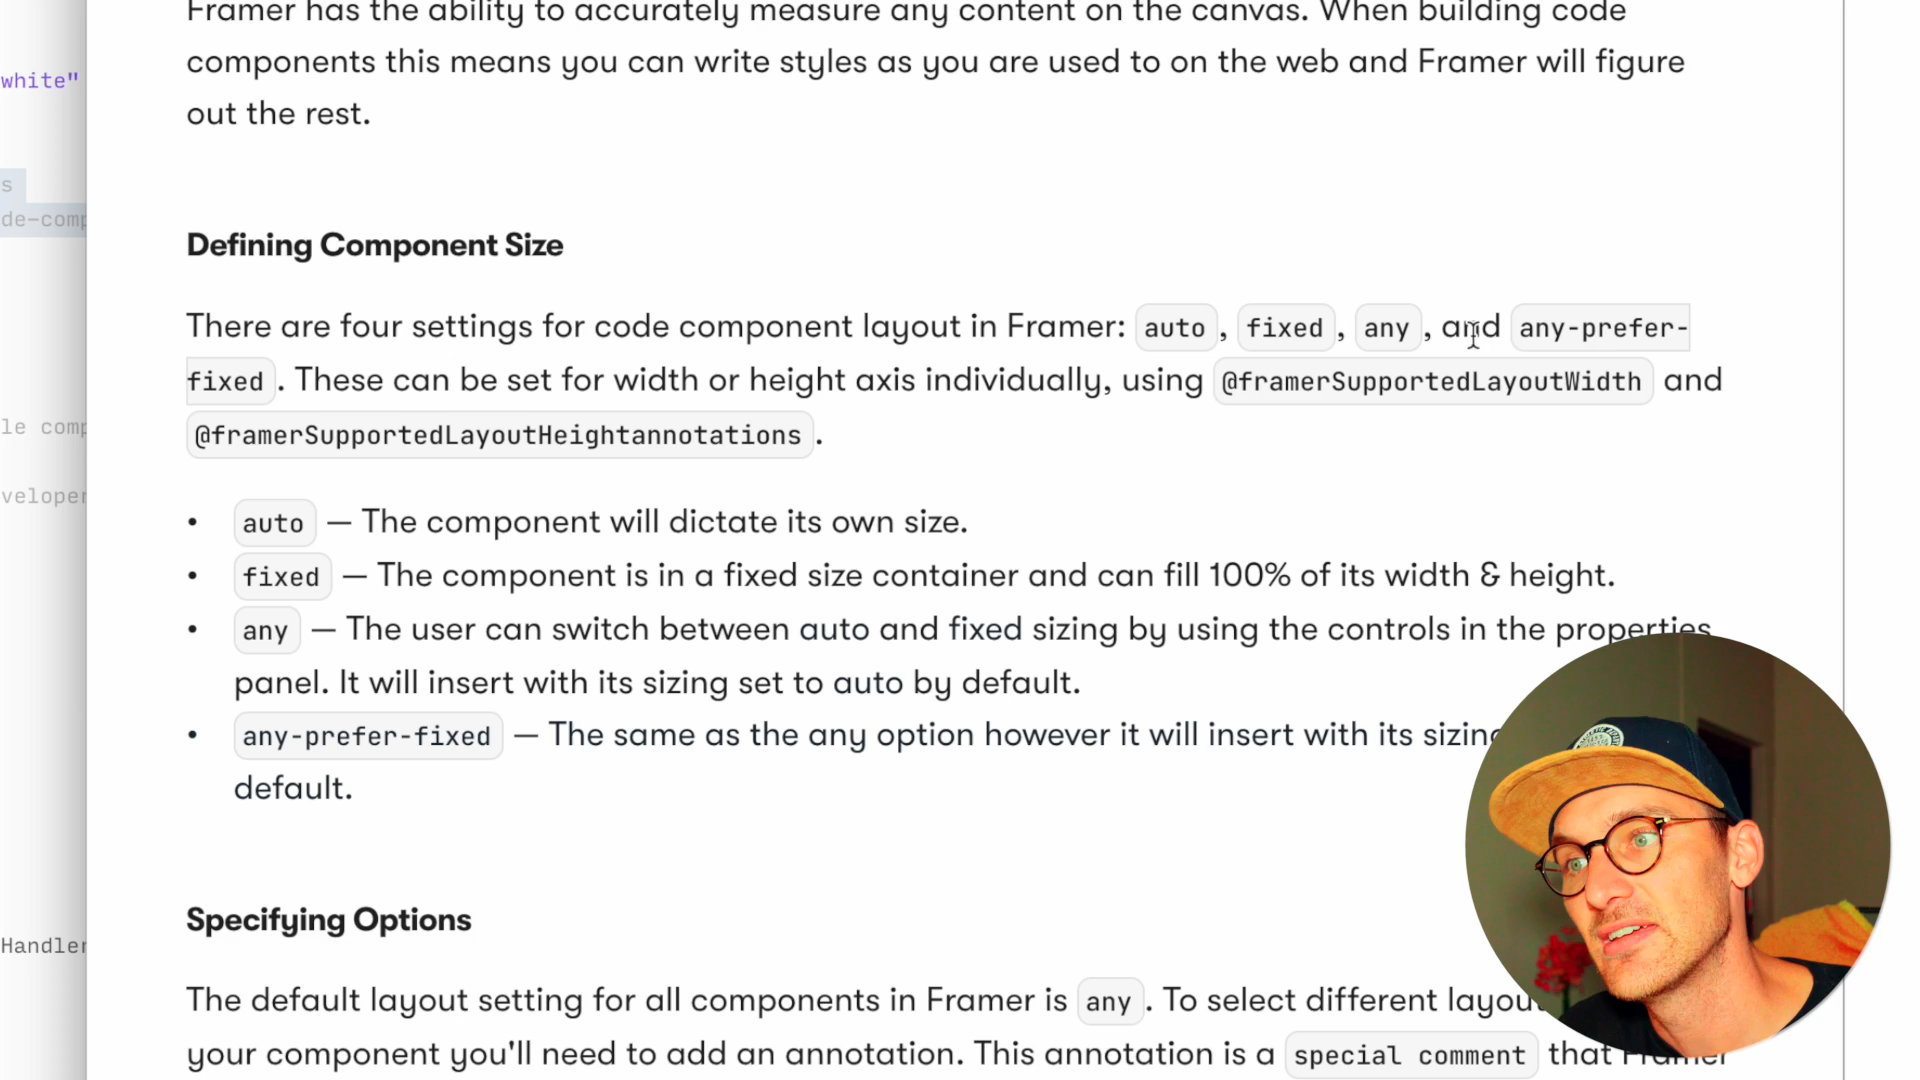 Framer has the ability to accurately measure any content on the canvas. When building code
white"
components this means you can write styles as you are used to on the web and Framer will figure
out the rest.
s
de-comp
Defining Component Size
There are four settings for code component layout in Framer: auto , fixed , any , and any-prefer-
fixed . These can be set for width or height axis individually, using @framerSupportedLayoutWidth and
@framerSupportedLayoutHeightannotations .
le comp
veloper
• auto — The component will dictate its own size.
• fixed — The component is in a fixed size container and can fill 100% of its width & height.
• any — The user can switch between auto and fixed sizing by using the controls in the properties
panel. It will insert with its sizing set to auto by default.
• any-prefer-fixed — The same as the any option however it will insert with its sizing
default.
Specifying Options
Handler
The default layout setting for all components in Framer is any . To select different layou
your component you'll need to add an annotation. This annotation is a special comment that Framer